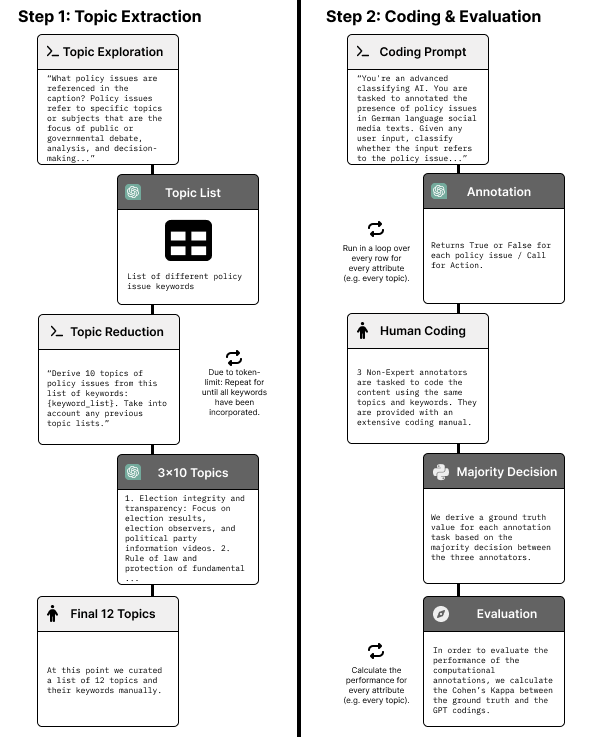 Step 1: Topic Extraction
Topic Exploration
“What policy issues are
referenced in the
caption? Policy issues
refer to specific topics
or subjects that are the
focus of public or
governmental debate,
analysis, and decision-
making...”
Topic List
List of different policy
issue keywords
Topic Reduction
“Derive 10 topics of
policy issues from this
list of keywords:
{keyword_list}. Take into
account any previous
topic lists.”
Due to token-
limit: Repeat for
until all keywords
have been
incorporated.
3×10 Topics
1. Election integrity and
transparency: Focus on
election results,
election observers, and
political party
information videos. 2.
Rule of law and
protection of fundamental
...
Final 12 Topics
At this point we curated
a list of 12 topics and
their keywords manually.
Step 2: Coding & Evaluation
Coding Prompt
“You're an advanced
classifying AI. You are
tasked to annotated the
presence of policy issues
in German language social
media texts. Given any
user input, classify
whether the input refers
to the policy issue...”
Annotation
Returns True or False for
each policy issue / Call
for Action.
Run in a loop over
every row for
every attribute
(e.g. every topic).
Human Coding
3 Non-Expert annotators
are tasked to code the
content using the same
topics and keywords. They
are provided with an
extensive coding manual.
Majority Decision
We derive a ground truth
value for each annotation
task based on the
majority decision between
the three annotators.
Evaluation
In order to evaluate the
performance of the
computational
annotations, we calculate
the Cohen's Kappa between
the ground truth and the
GPT codings.
Calculate the
performance for
every attribute
(e.g. every topic).